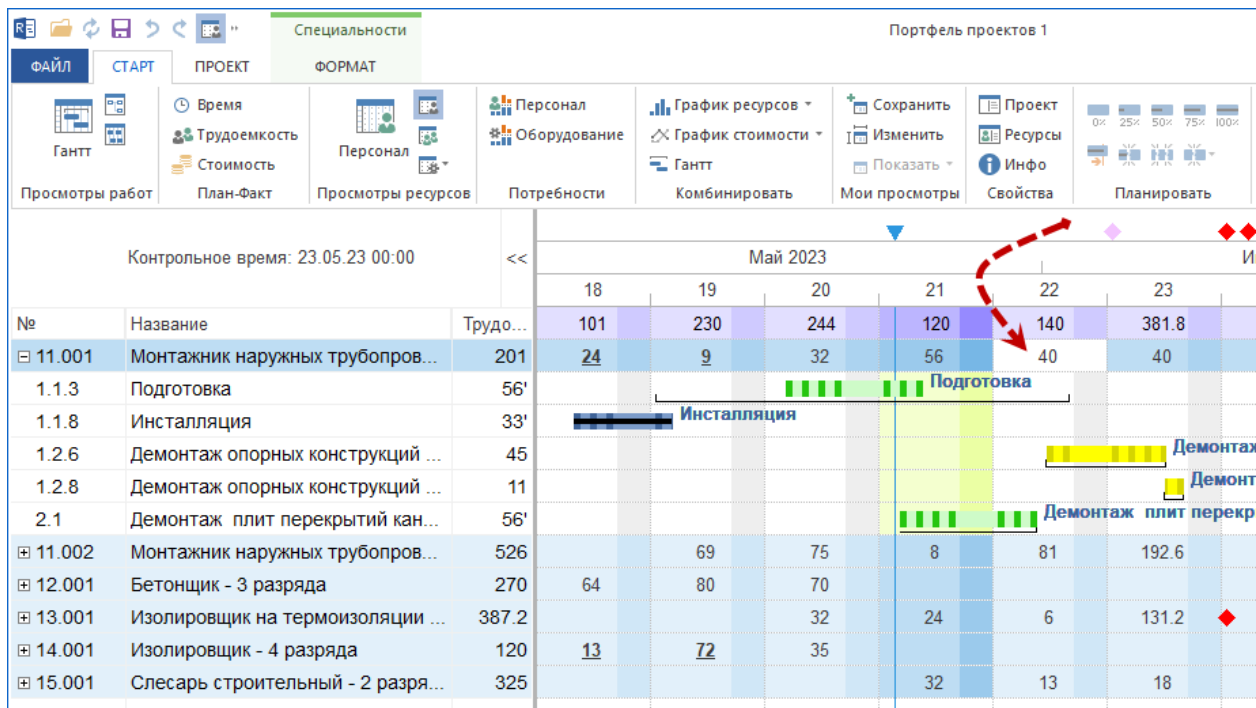 Специальности
Портфель проектов 1
ФАЙЛ СТАРТ ПРОЕКТ ФОРМАТ
Время Персонал График ресурсов Сохранить Проект
0% 25% 50% 75% 100%
Гантт Трудоемкость Персонал Оборудование График стоимости Изменить Ресурсы
Стоимость Гантт Показать Инфо
Просмотры работ План-Факт Просмотры ресурсов Потребности Комбинировать Мои просмотры Свойства Планировать
Контрольное время: 23.05.23 00:00 << Май 2023 И
18 19 20 21 22 23
№ Название Трудо... 101 230 244 120 140 381.8
11.001 Монтажник наружных трубопров... 201 24 9 32 56 40 40
1.1.3 Подготовка 56' Подготовка
1.1.8 Инсталляция 33' Инсталляция
1.2.6 Демонтаж опорных конструкций ... 45 Демонтаж
1.2.8 Демонтаж опорных конструкций ... 11 Демонт
2.1 Демонтаж плит перекрытий кан... 56' Демонтаж плит перекр
11.002 Монтажник наружных трубопров... 526 69 75 8 81 192.6
12.001 Бетонщик - 3 разряда 270 64 80 70
13.001 Изолировщик на термоизоляции ... 387.2 32 24 6 131.2
14.001 Изолировщик - 4 разряда 120 13 72 35
15.001 Слесарь строительный - 2 разря... 325 32 13 18